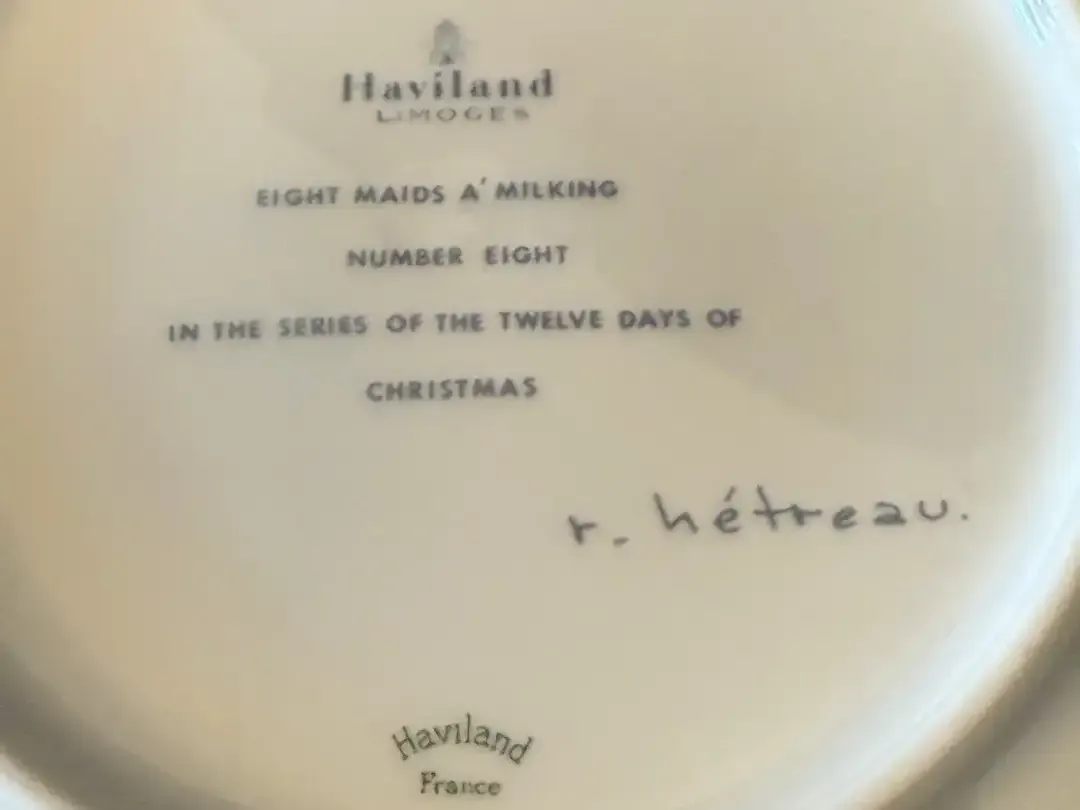 Haviland
LIMOGES
EIGHT MAIDS A' MILKING
NUMBER EIGHT
IN THE SERIES OF THE TWELVE DAYS OF
CHRISTMAS
r. hétreau.
Haviland
France